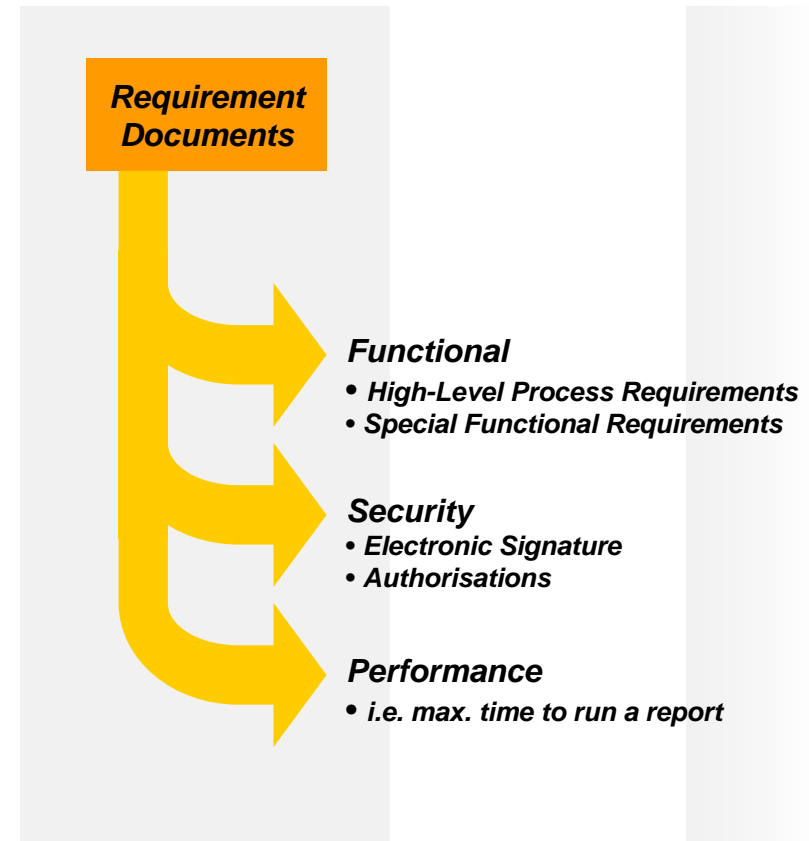 Requirement
Documents
Functional
• High-Level Process Requirements
• Special Functional Requirements
Security
• Electronic Signature
• Authorisations
Performance
• i.e. max. time to run a report